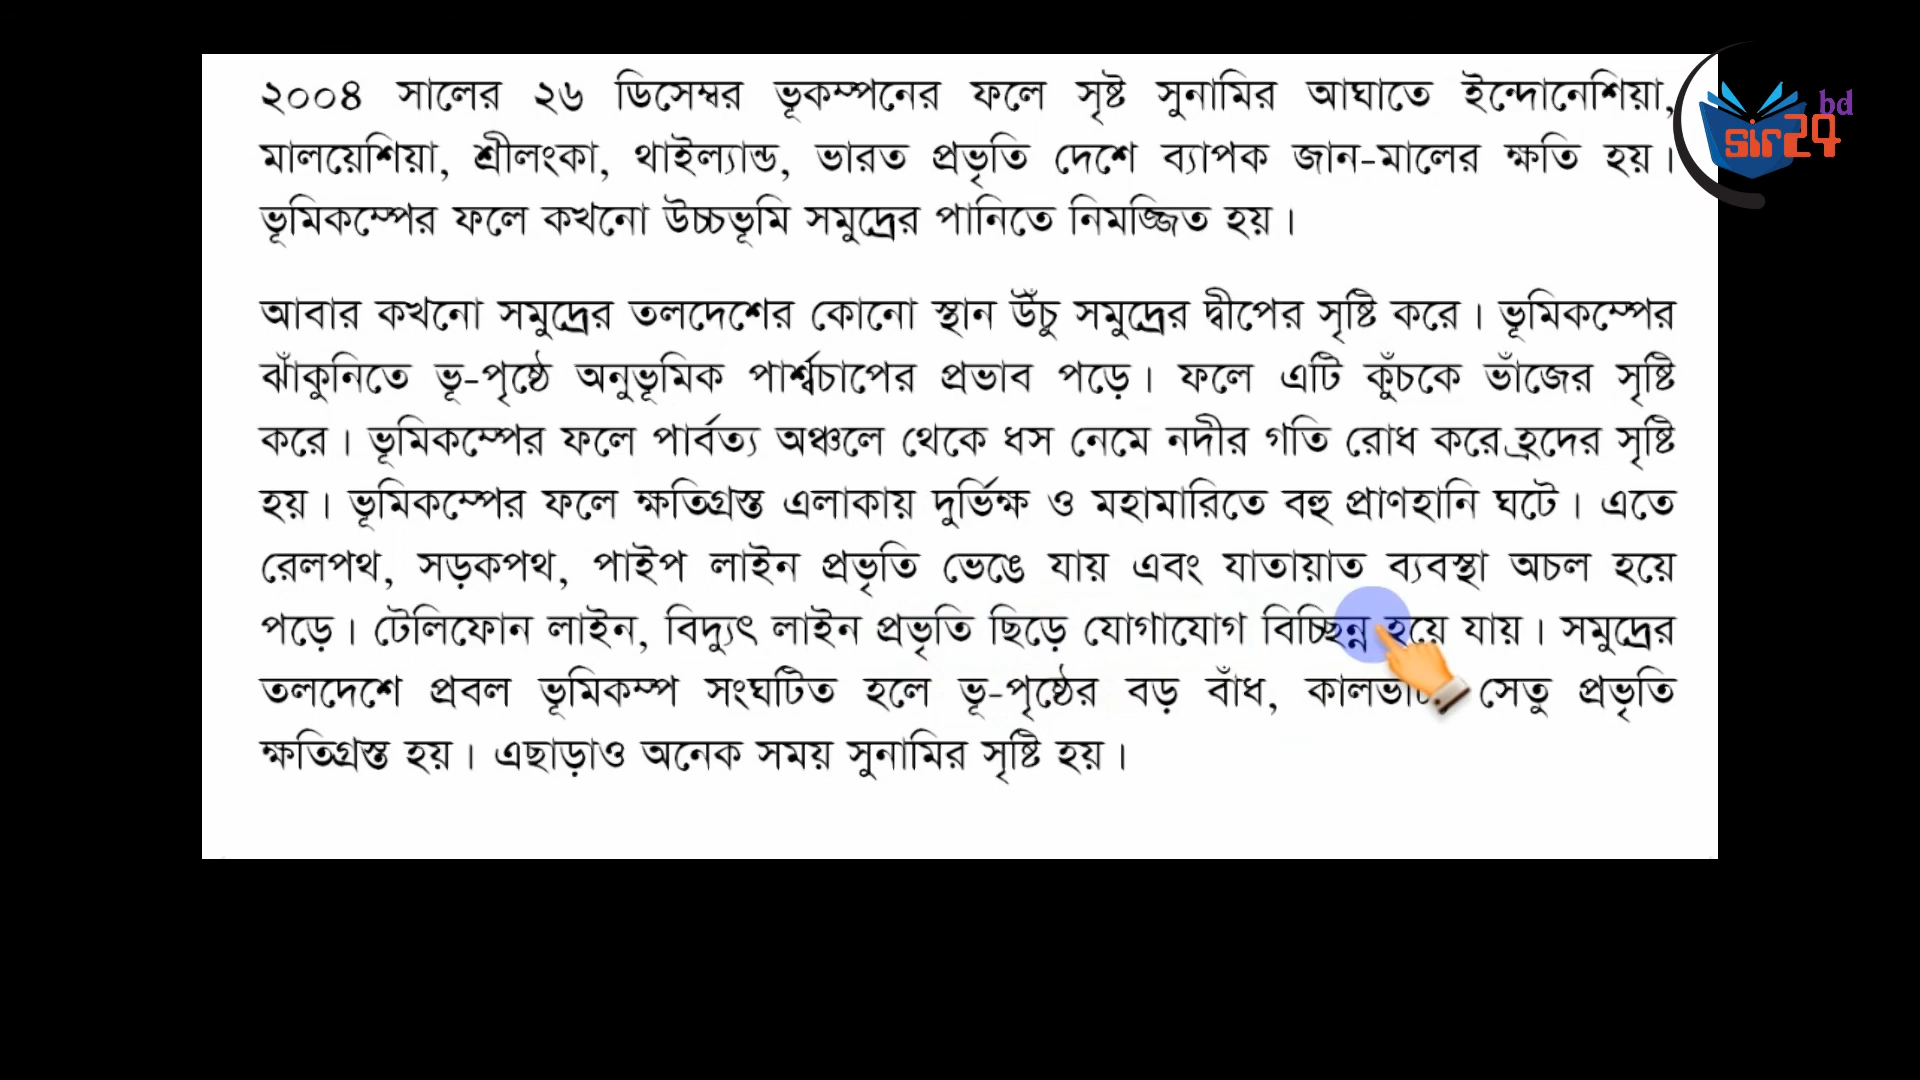 ২০০৪ সালের ২৬ ডিসেম্বর ভূকম্পনের ফলে সৃষ্ট সুনামির আঘাতে ইন্দোনেশিয়া,
মালয়েশিয়া, শ্রীলংকা, থাইল্যান্ড, ভারত প্রভৃতি দেশে ব্যাপক জান-মালের ক্ষতি হয়।
ভূমিকম্পের ফলে কখনো উচ্চভূমি সমুদ্রের পানিতে নিমজ্জিত হয়।
আবার কখনো সমুদ্রের তলদেশের কোনো স্থান উঁচু সমুদ্রের দ্বীপের সৃষ্টি করে। ভূমিকম্পের
ঝাঁকুনিতে ভূ-পৃষ্ঠে অনুভূমিক পার্শ্বচাপের প্রভাব পড়ে। ফলে এটি কুঁচকে ভাঁজের সৃষ্টি
করে। ভূমিকম্পের ফলে পার্বত্য অঞ্চলে থেকে ধস নেমে নদীর গতি রোধ করে হ্রদের সৃষ্টি
হয়। ভূমিকম্পের ফলে ক্ষতিগ্রস্ত এলাকায় দুর্ভিক্ষ ও মহামারিতে বহু প্রাণহানি ঘটে। এতে
রেলপথ, সড়কপথ, পাইপ লাইন প্রভৃতি ভেঙে যায় এবং যাতায়াত ব্যবস্থা অচল হয়ে
পড়ে। টেলিফোন লাইন, বিদ্যুৎ লাইন প্রভৃতি ছিড়ে যোগাযোগ বিচ্ছিন্ন হয়ে যায়। সমুদ্রের
তলদেশে প্রবল ভূমিকম্প সংঘটিত হলে ভূ-পৃষ্ঠের বড় বাঁধ, সেতু প্রভৃতি
ক্ষতিগ্রস্ত হয়। এছাড়াও অনেক সময় সুনামির সৃষ্টি হয়।
sir24 bd